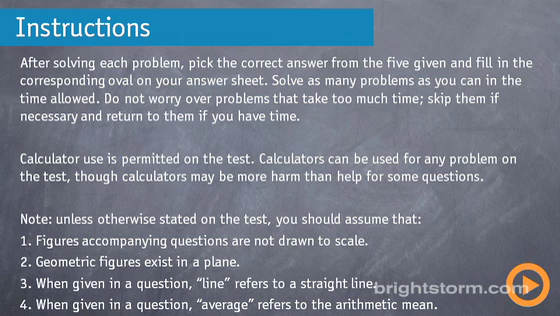 Instructions
After solving each problem, pick the correct answer from the five given and fill in the
corresponding oval on your answer sheet. Solve as many problems as you can in the
time allowed. Do not worry over problems that take too much time; skip them if
necessary and return to them if you have time.
Calculator use is permitted on the test. Calculators can be used for any problem on
the test, though calculators may be more harm than help for some questions.
Note: unless otherwise stated on the test, you should assume that:
1. Figures accompanying questions are not drawn to scale.
2. Geometric figures exist in a plane.
3. When given in a question, “line” refers to a straight line.
brightstorm.com
4. When given in a question, “average” refers to the arithmetic mean.